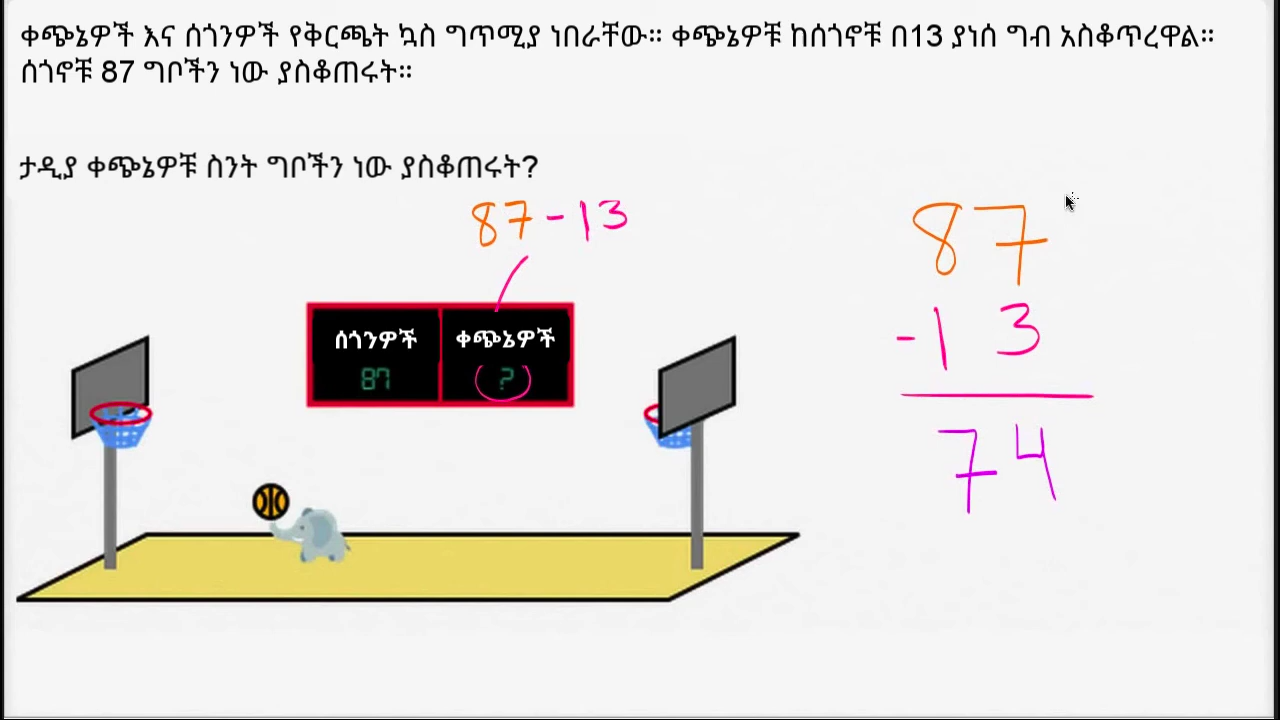 ቀጭኔዎች እና ሰጎንዎች የቅርጫት ኳስ ግጥሚያ ነበራቸው። ቀጭኔዎቹ ከሰጎኖቹ በ13 ያነሰ ግብ አስቆጥረዋል።
ሰጎኖቹ 87 ግቦችን ነው ያስቆጠሩት።
ታዲያ ቀጭኔዎቹ ስንት ግቦችን ነው ያስቆጠሩት?
87 - 13
ሰጎንዎች ቀጭኔዎች
87 ?
87
- 13
74